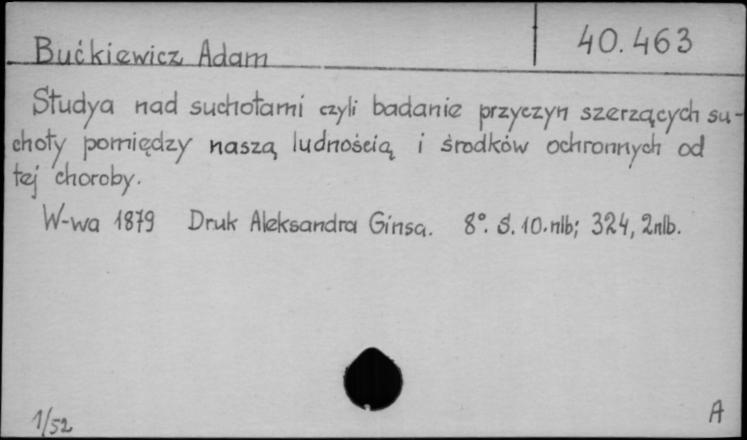 Bućkiewicz Adam
40.463
Studya nad suchotami czyli badanie przyczyn szerzących su-
choty pomiędzy naszą ludnością i środków ochronnych od
tej choroby.
W-wa 1879 Druk Aleksandra Ginsa. 8°. S. 10.nlb; 324, 2nlb.
1/52
A